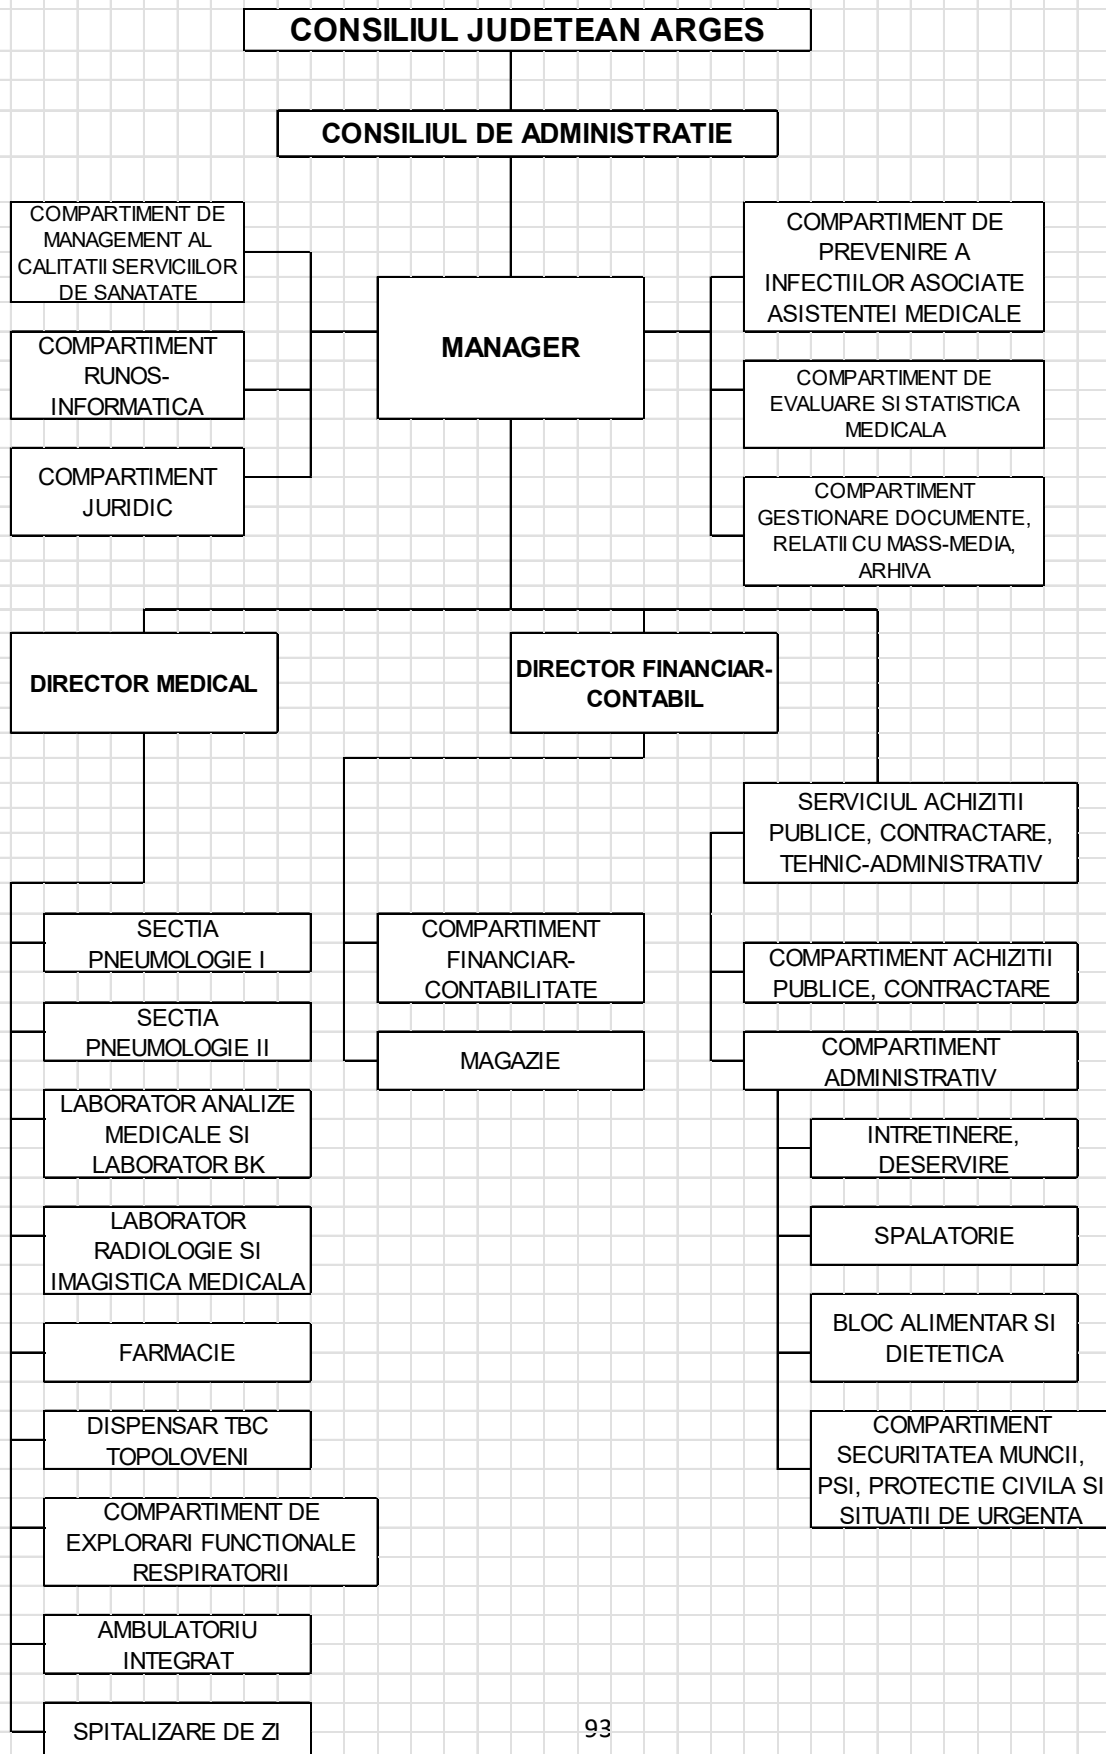 CONSILIUL JUDETEAN ARGES
CONSILIUL DE ADMINISTRATIE
COMPARTIMENT DE
MANAGEMENT AL
CALITATII SERVICIILOR
DE SANATATE
COMPARTIMENT
RUNOS-
INFORMATICA
COMPARTIMENT
JURIDIC
MANAGER
COMPARTIMENT DE
PREVENIRE A
INFECTIILOR ASOCIATE
ASISTENTEI MEDICALE
COMPARTIMENT DE
EVALUARE SI STATISTICA
MEDICALA
COMPARTIMENT
GESTIONARE DOCUMENTE,
RELATII CU MASS-MEDIA,
ARHIVA
DIRECTOR MEDICAL
DIRECTOR FINANCIAR-
CONTABIL
SERVICIUL ACHIZITII
PUBLICE, CONTRACTARE,
TEHNIC-ADMINISTRATIV
SECTIA
PNEUMOLOGIE I
SECTIA
PNEUMOLOGIE II
LABORATOR ANALIZE
MEDICALE SI
LABORATOR BK
LABORATOR
RADIOLOGIE SI
IMAGISTICA MEDICALA
FARMACIE
DISPENSAR TBC
TOPOLOVENI
COMPARTIMENT DE
EXPLORARI FUNCTIONALE
RESPIRATORII
AMBULATORIU
INTEGRAT
SPITALIZARE DE ZI
COMPARTIMENT
FINANCIAR-
CONTABILITATE
MAGAZIE
COMPARTIMENT ACHIZITII
PUBLICE, CONTRACTARE
COMPARTIMENT
ADMINISTRATIV
INTRETINERE,
DESERVIRE
SPALATORIE
BLOC ALIMENTAR SI
DIETETICA
COMPARTIMENT
SECURITATEA MUNCII,
PSI, PROTECTIE CIVILA SI
SITUATII DE URGENTA
93